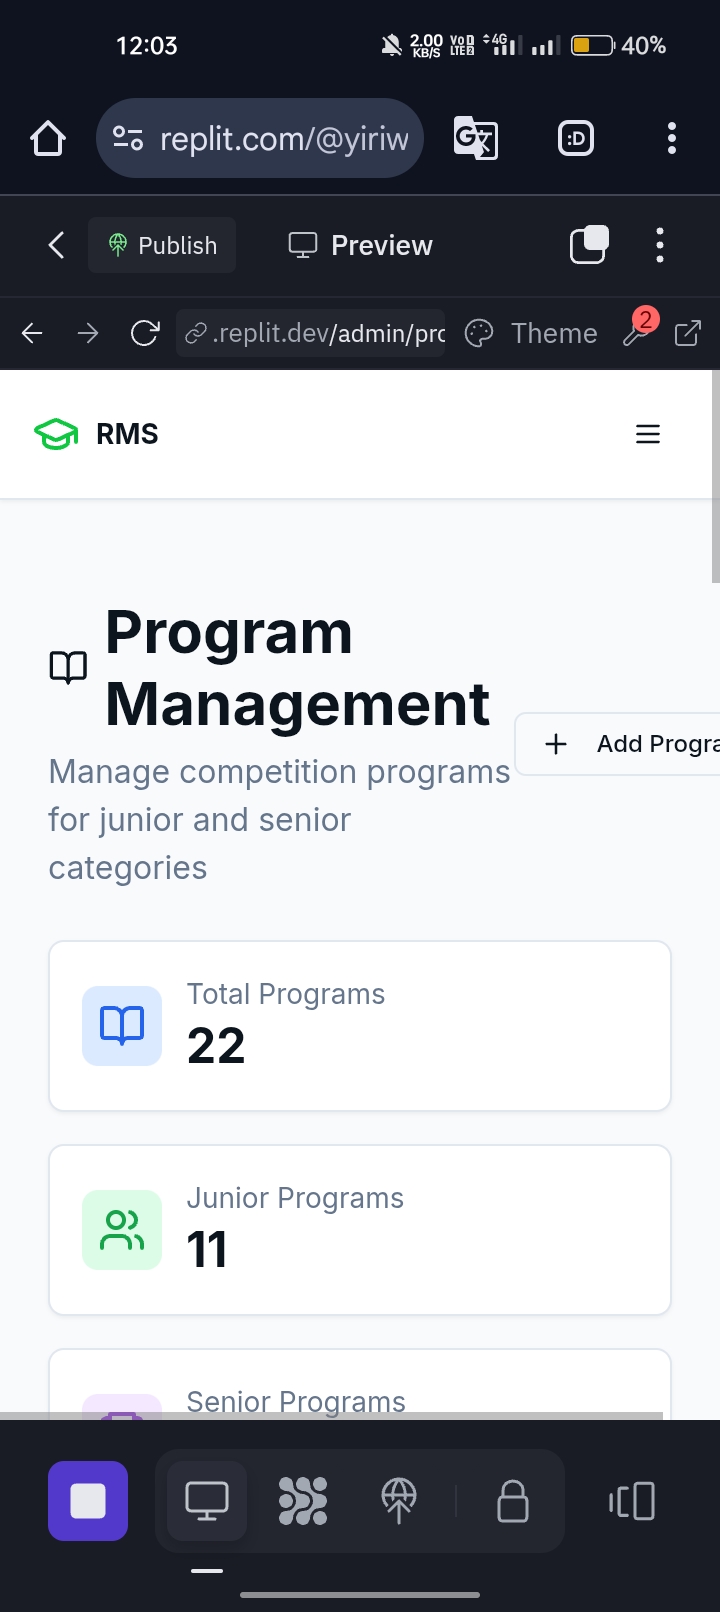 12:03
2.00 KB/S
VoD LTE2
4G
40%
replit.com/@yiriw
:D
Publish
Preview
.replit.dev/admin/pro
Theme
2
RMS
Program
Management
Add Progra
Manage competition programs
for junior and senior
categories
Total Programs
22
Junior Programs
11
Senior Programs